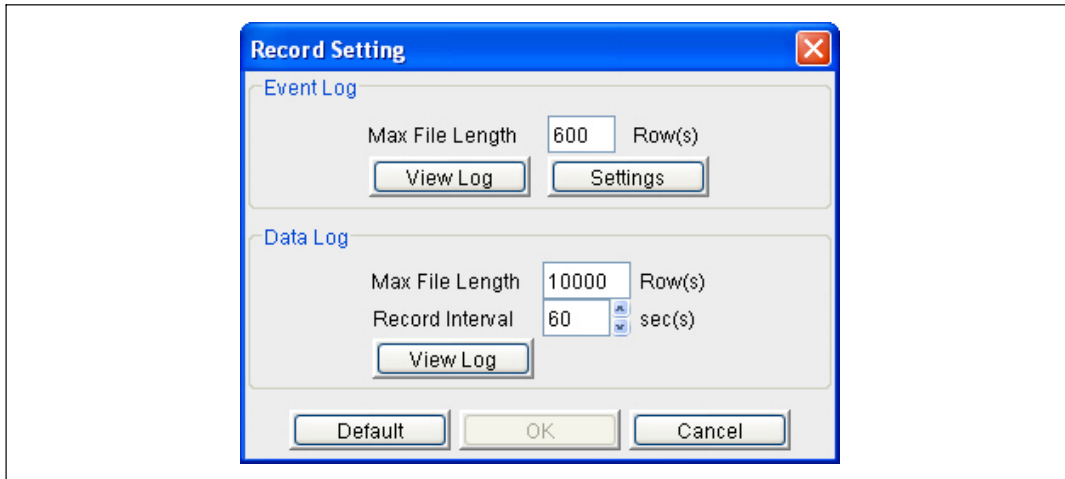 Record Setting
Event Log
Max File Length 600 Row(s)
View Log Settings
Data Log
Max File Length 10000 Row(s)
Record Interval 60 sec(s)
View Log
Default OK Cancel